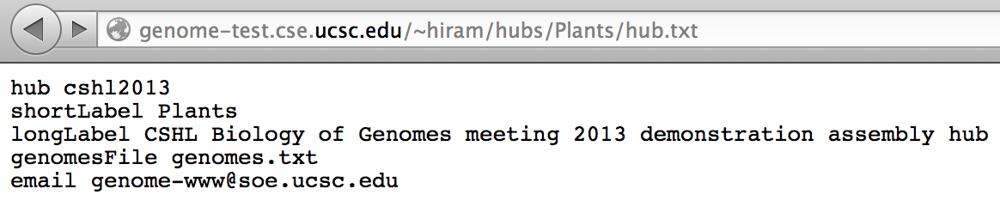 genome-test.cse.ucsc.edu/~hiram/hubs/Plants/hub.txt
hub cshl2013
shortLabel Plants
longLabel CSHL Biology of Genomes meeting 2013 demonstration assembly hub
genomesFile genomes.txt
email genome-www@soe.ucsc.edu